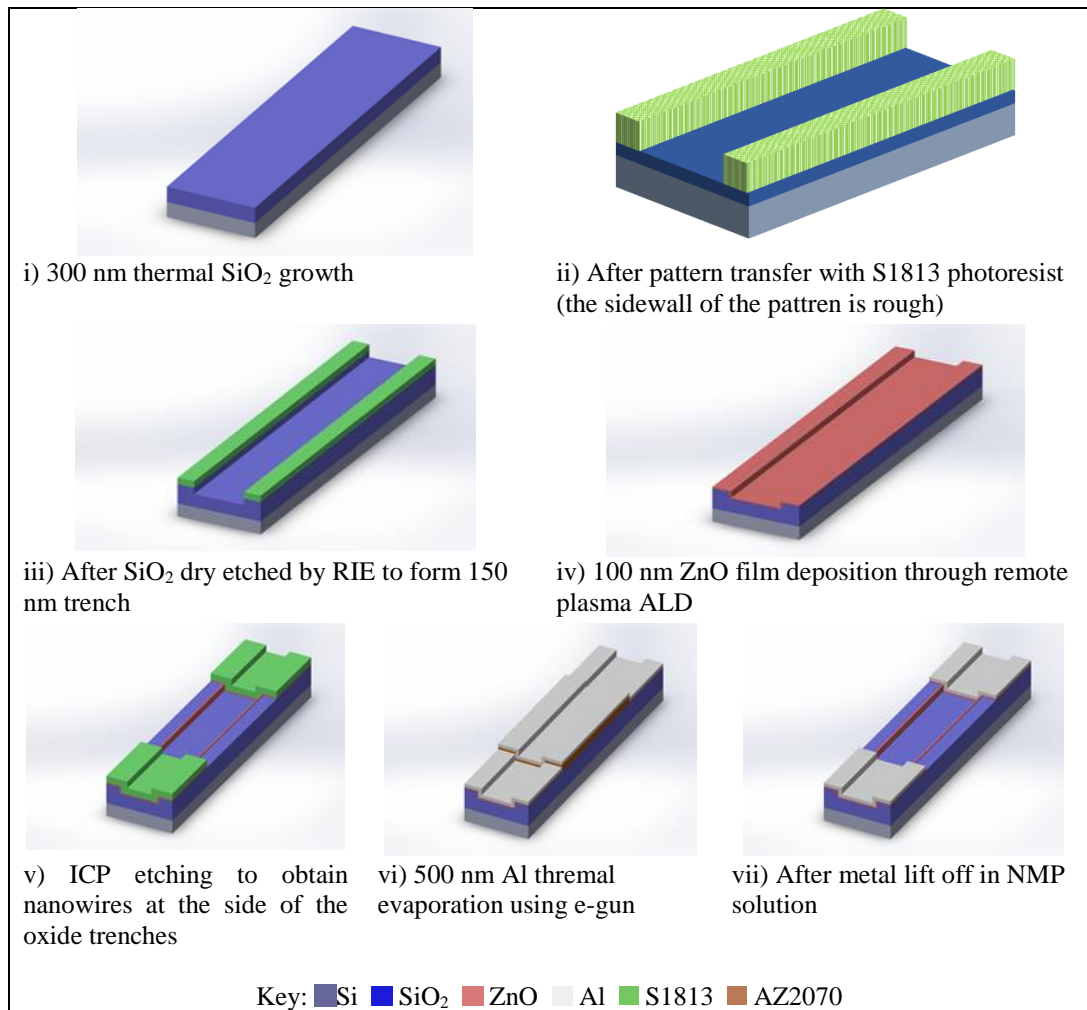 i) 300 nm thermal SiO₂ growth
ii) After pattern transfer with S1813 photoresist
(the sidewall of the pattren is rough)
iii) After SiO₂ dry etched by RIE to form 150
nm trench
iv) 100 nm ZnO film deposition through remote
plasma ALD
v) ICP etching to obtain
nanowires at the side of the
oxide trenches
vi) 500 nm Al thremal
evaporation using e-gun
vii) After metal lift off in NMP
solution
Key: Si SiO₂ ZnO Al S1813 AZ2070